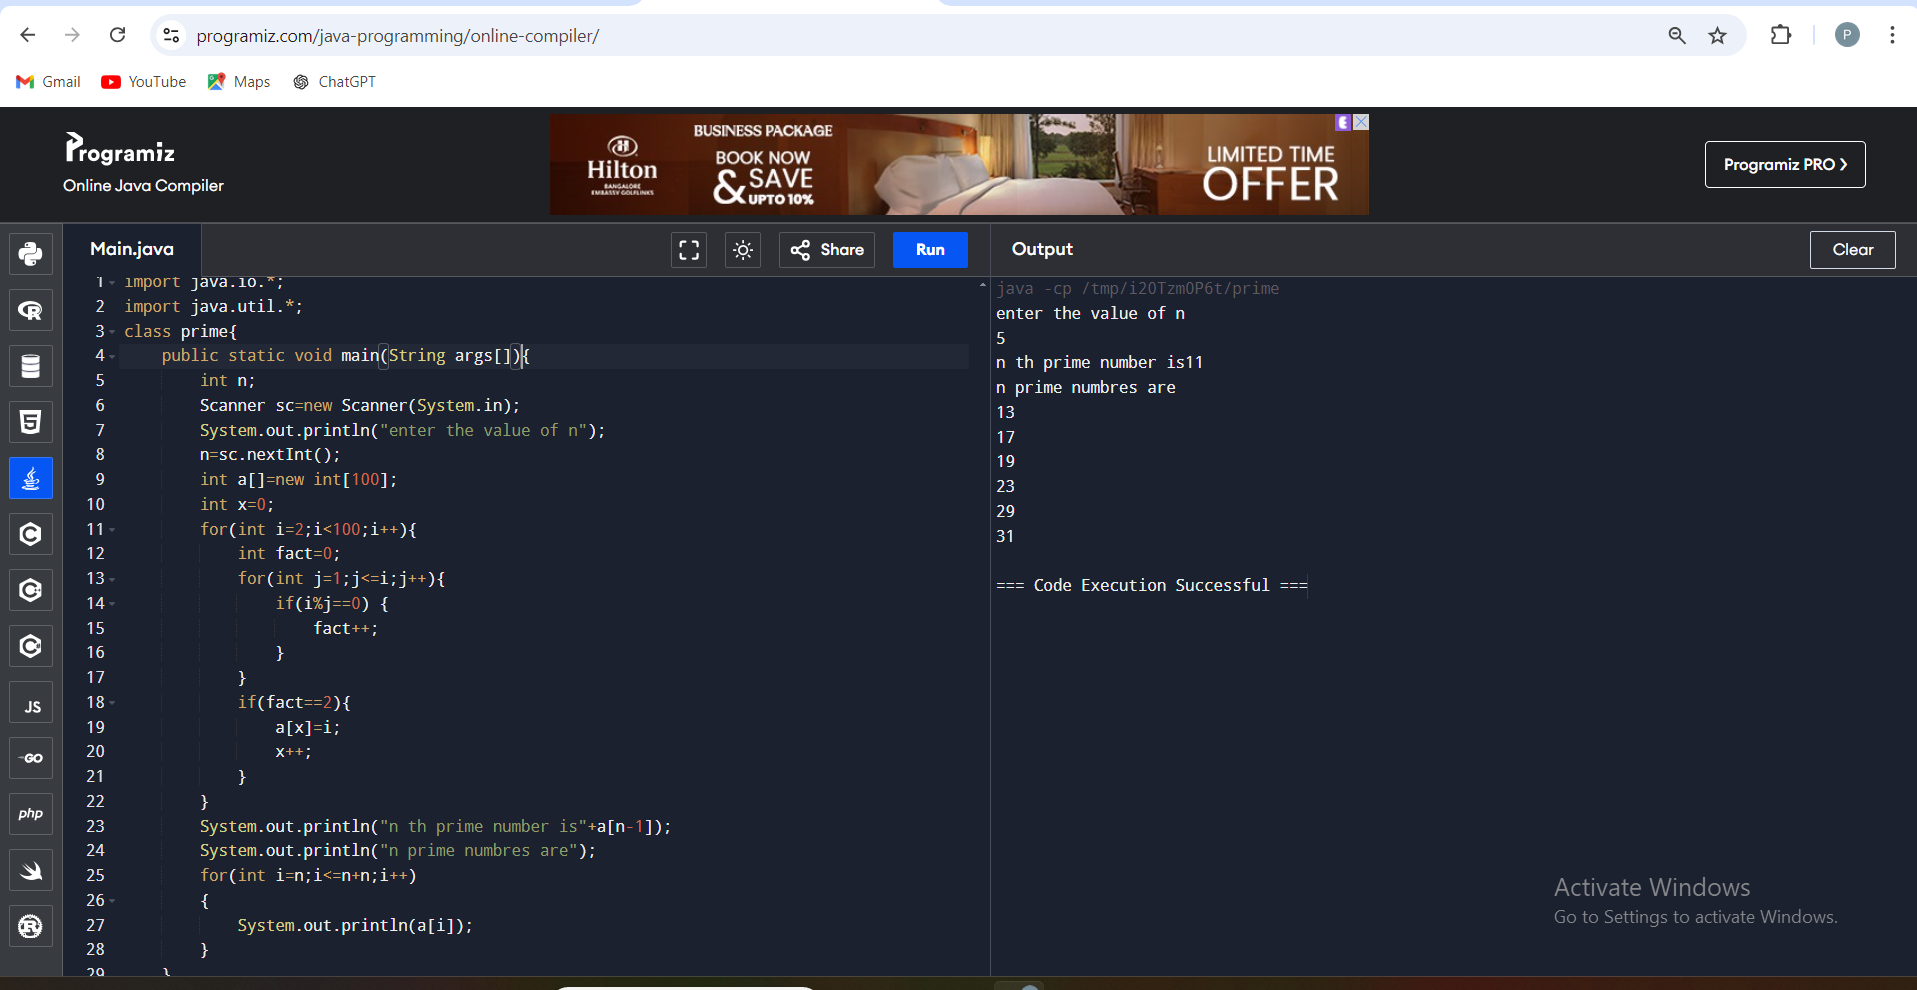 programiz.com/java-programming/online-compiler/
P
Gmail YouTube Maps ChatGPT
Programiz
Online Java Compiler
Hilton
BANGALORE
EMBASSY GOLFLINKS
BUSINESS PACKAGE
BOOK NOW
& SAVE
UPTO 10%
LIMITED TIME
OFFER
Programiz PRO
Main.java
Share
Run
Output
Clear
JS
GO
php
1 import java.io.*;
2 import java.util.*;
3 class prime{
4 public static void main(String args[]){
5 int n;
6 Scanner sc=new Scanner(System.in);
7 System.out.println("enter the value of n");
8 n=sc.nextInt();
9 int a[]=new int[100];
10 int x=0;
11 for(int i=2;i<100;i++){
12 int fact=0;
13 for(int j=1;j<=i;j++){
14 if(i%j==0) {
15 fact++;
16 }
17 }
18 if(fact==2){
19 a[x]=i;
20 x++;
21 }
22 }
23 System.out.println("n th prime number is"+a[n-1]);
24 System.out.println("n prime numbres are");
25 for(int i=n;i<=n+n;i++)
26 {
27 System.out.println(a[i]);
28 }
29 }
java -cp /tmp/i2OTzmOP6t/prime
enter the value of n
5
n th prime number is11
n prime numbres are
13
17
19
23
29
31
=== Code Execution Successful ===
Activate Windows
Go to Settings to activate Windows.